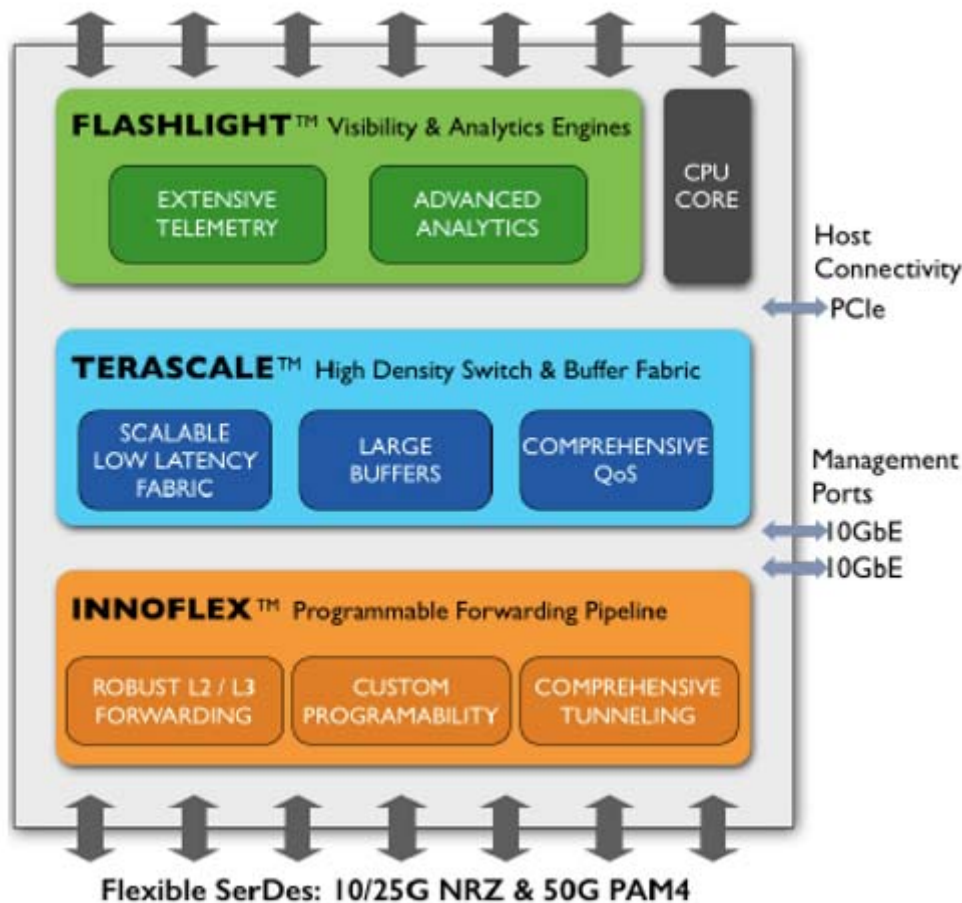 FLASHLIGHT™ Visibility & Analytics Engines
EXTENSIVE
TELEMETRY
ADVANCED
ANALYTICS
CPU
CORE
Host
Connectivity
PCIe
TERASCALE™ High Density Switch & Buffer Fabric
SCALABLE
LOW LATENCY
FABRIC
LARGE
BUFFERS
COMPREHENSIVE
QoS
Management
Ports
10GbE
10GbE
INNOFLEX™ Programmable Forwarding Pipeline
ROBUST L2 / L3
FORWARDING
CUSTOM
PROGRAMABILITY
COMPREHENSIVE
TUNNELING
Flexible SerDes: 10/25G NRZ & 50G PAM4